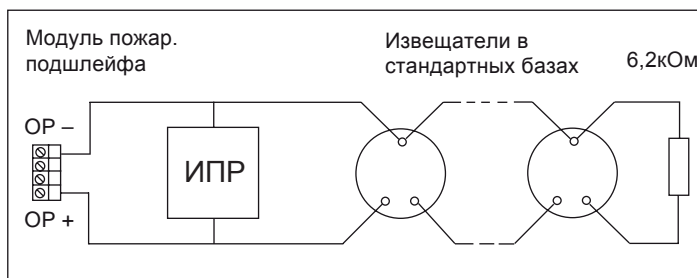 Модуль пожар.
подшлейфа
Извещатели в
стандартных базах
6,2кОм
ОР –
ИПР
ОР +